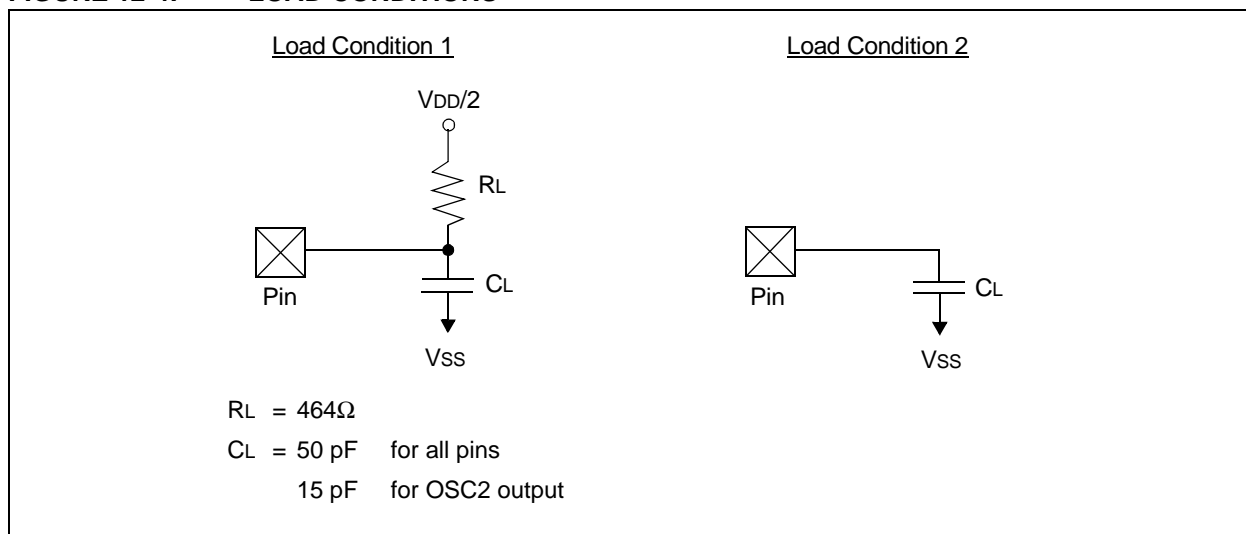 Load Condition 1
VDD/2
RL
Pin
CL
VSS
Load Condition 2
Pin
CL
VSS
RL = 464Ω
CL = 50 pF for all pins
15 pF for OSC2 output